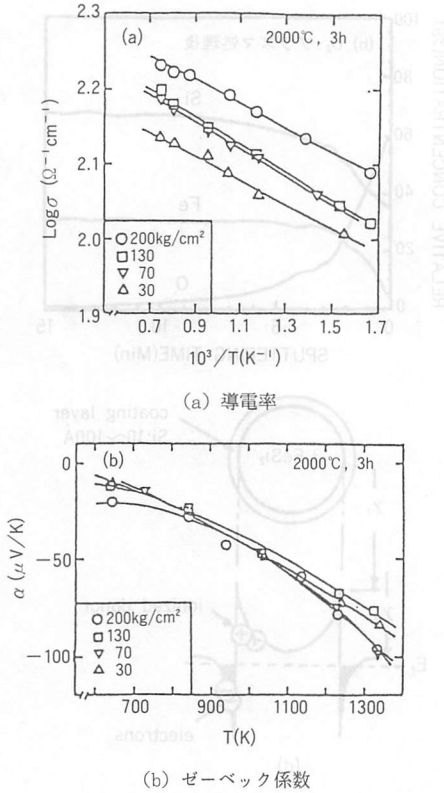 (a)
2000℃, 3h
2.3
2.2
2.1
2.0
1.9
Logσ (Ω⁻¹cm⁻¹)
○ 200kg/cm²
□ 130
▽ 70
△ 30
0.7 0.9 1.1 1.3 1.5 1.7
10³/T(K⁻¹)
(a) 導電率
(b)
2000℃, 3h
0
−50
−100
α (μV/K)
○ 200kg/cm²
□ 130
▽ 70
△ 30
700 900 1100 1300
T(K)
(b) ゼーベック係数